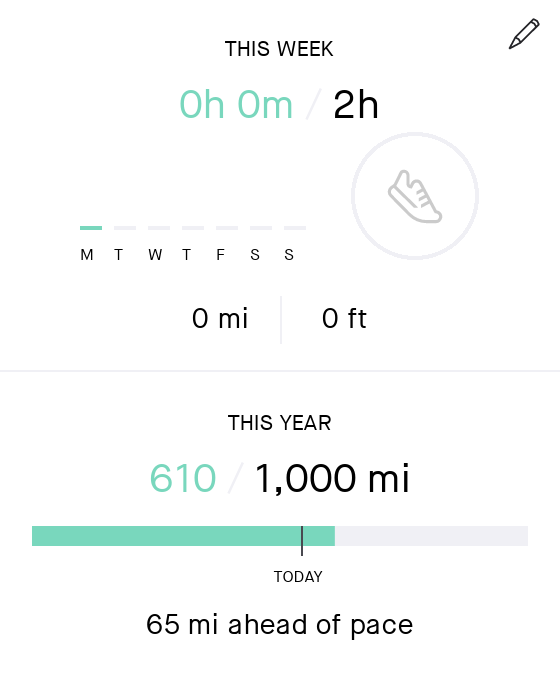 THIS WEEK
0h 0m / 2h
M T W T F S S
0 mi 0 ft
THIS YEAR
610 / 1,000 mi
TODAY
65 mi ahead of pace